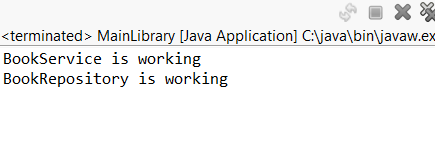 <terminated> MainLibrary [Java Application] C:\java\bin\javaw.ex
BookService is working
BookRepository is working